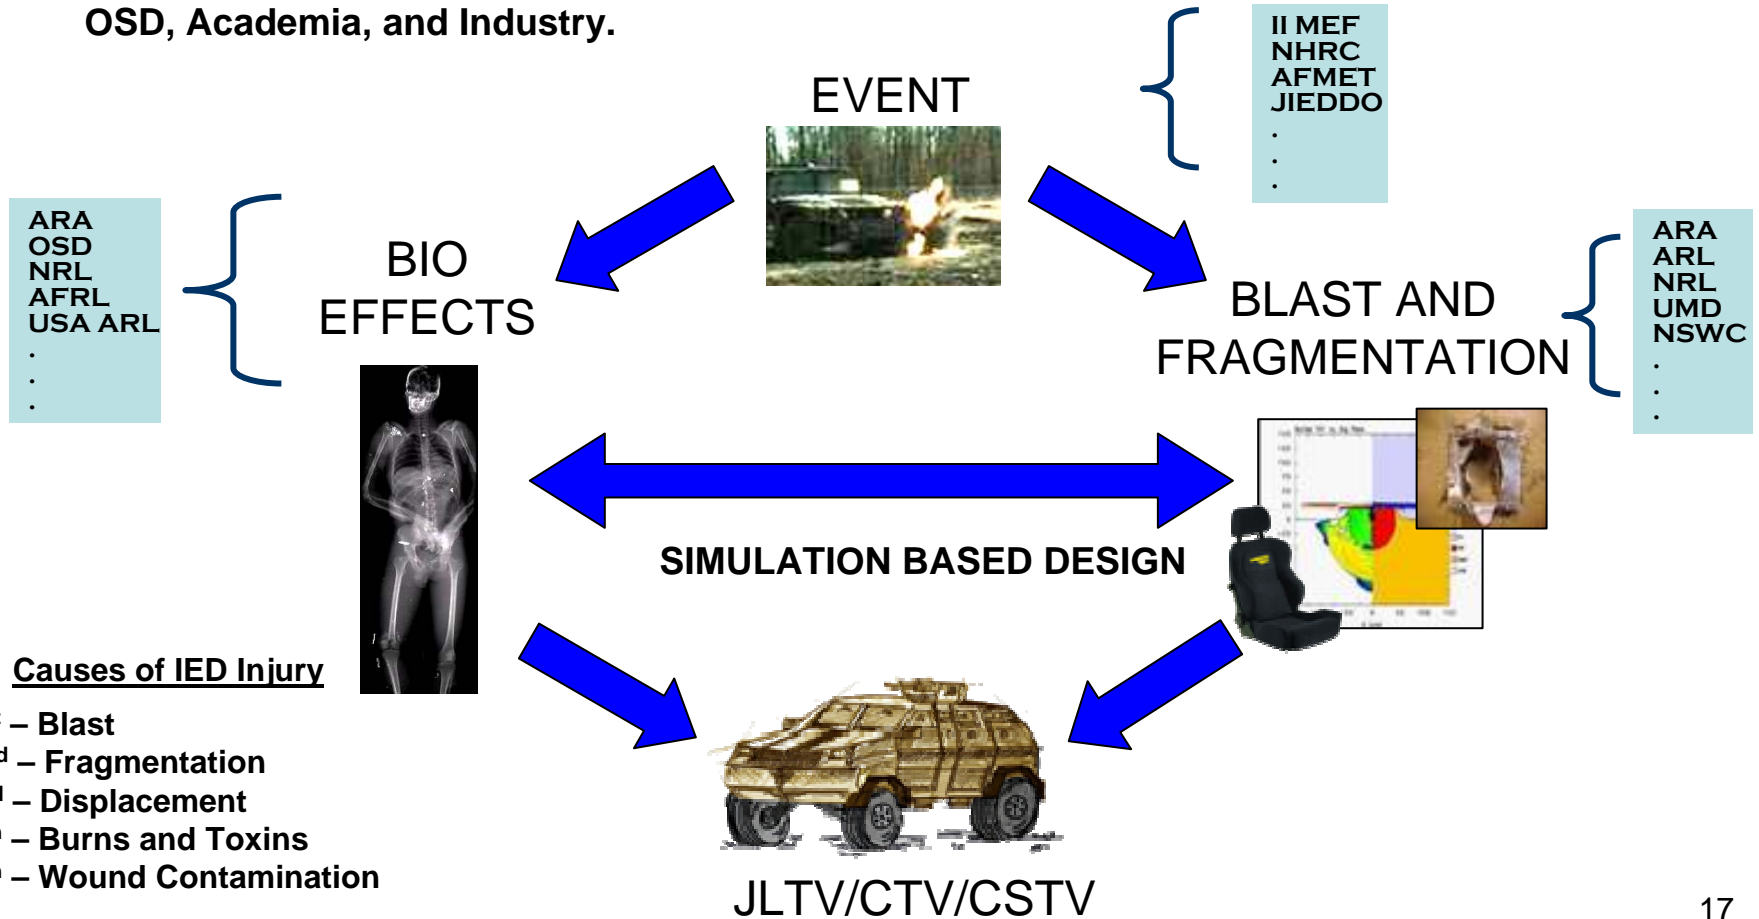 OSD, Academia, and Industry.
II MEF
NHRC
AFMET
JIEDDO
.
.
.
EVENT
ARA
OSD
NRL
AFRL
USA ARL
.
.
.
BIO
EFFECTS
ARA
ARL
NRL
UMD
NSWC
.
.
.
BLAST AND
FRAGMENTATION
SIMULATION BASED DESIGN
Causes of IED Injury
– Blast
d – Fragmentation
– Displacement
– Burns and Toxins
– Wound Contamination
JLTV/CTV/CSTV
17